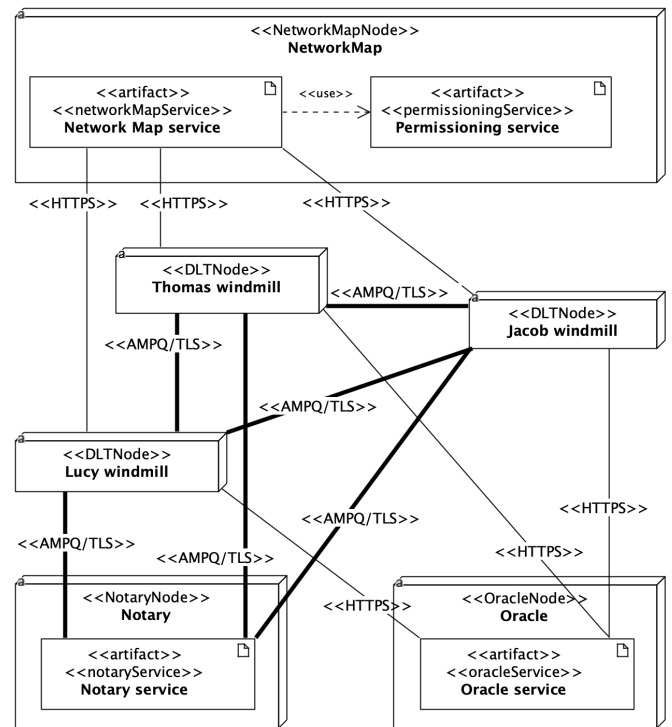 a
<<NetworkMapNode>>
NetworkMap
<<artifact>>
<<networkMapService>>
Network Map service
<<use>>
<<artifact>>
<<permissioningService>>
Permissioning service
<<HTTPS>>
<<HTTPS>>
<<HTTPS>>
a
<<DLTNode>>
Thomas windmill
<<AMPQ/TLS>>
a
<<DLTNode>>
Jacob windmill
<<AMPQ/TLS>>
<<AMPQ/TLS>>
a
<<DLTNode>>
Lucy windmill
<<HTTPS>>
<<AMPQ/TLS>>
<<AMPQ/TLS>>
<<AMPQ/TLS>>
<<HTTPS>>
a
<<NotaryNode>>
Notary
<<HTTPS>>
a
<<OracleNode>>
Oracle
<<artifact>>
<<notaryService>>
Notary service
<<artifact>>
<<oracleService>>
Oracle service